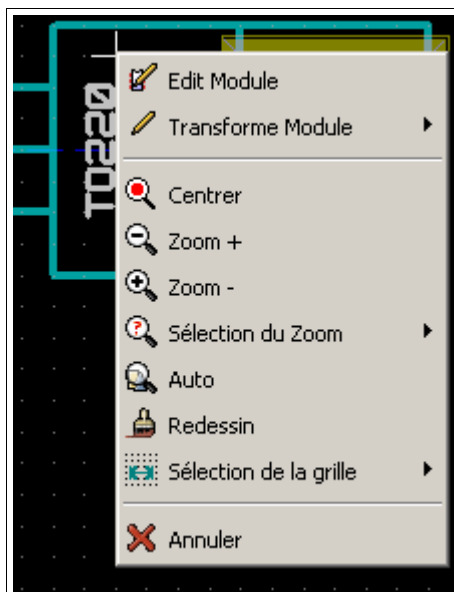 TO220
Edit Module
Transforme Module
Centrer
Zoom +
Zoom -
Sélection du Zoom
Auto
Redessin
Sélection de la grille
Annuler